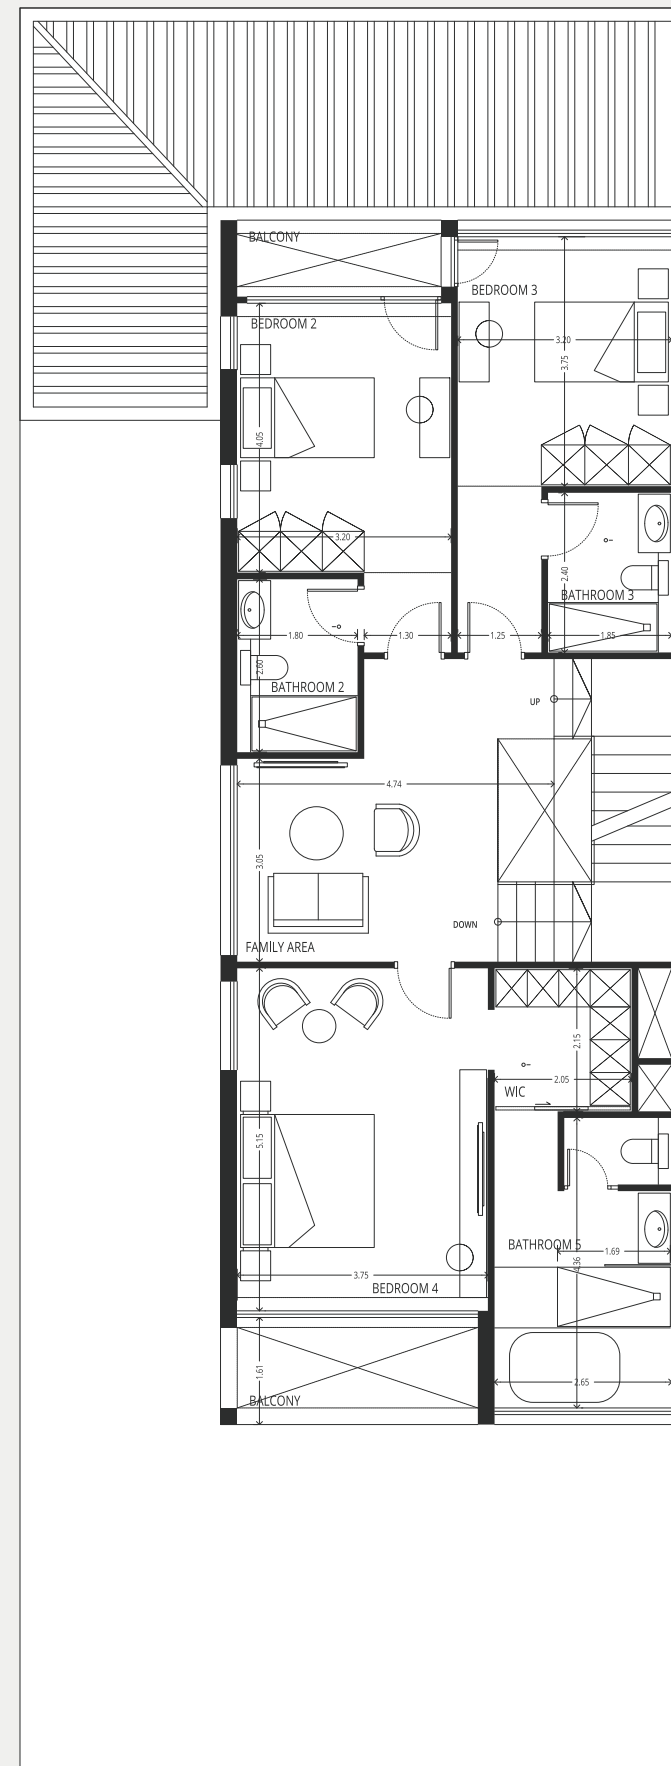 BALCONY
BEDROOM 3
BEDROOM 2
3.20
3.75
4.05
3.20
2.40
BATHROOM 3
1.80
1.30
1.25
1.85
2.60
BATHROOM 2
UP
4.74
3.05
DOWN
FAMILY AREA
2.15
2.05
WIC
5.15
BATHROOM 5
1.69
4.36
3.75
BEDROOM 4
1.61
2.65
BALCONY